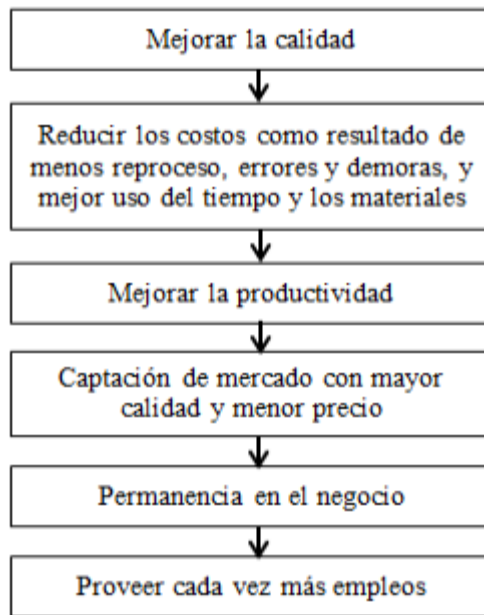 Mejorar la calidad
Reducir los costos como resultado de
menos reproceso, errores y demoras, y
mejor uso del tiempo y los materiales
Mejorar la productividad
Captación de mercado con mayor
calidad y menor precio
Permanencia en el negocio
Proveer cada vez más empleos